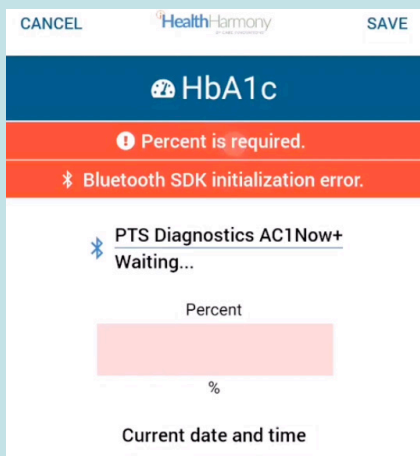 CANCEL HealthHarmony SAVE
HbA1c
Percent is required.
Bluetooth SDK initialization error.
PTS Diagnostics AC1Now+
Waiting...
Percent
%
Current date and time